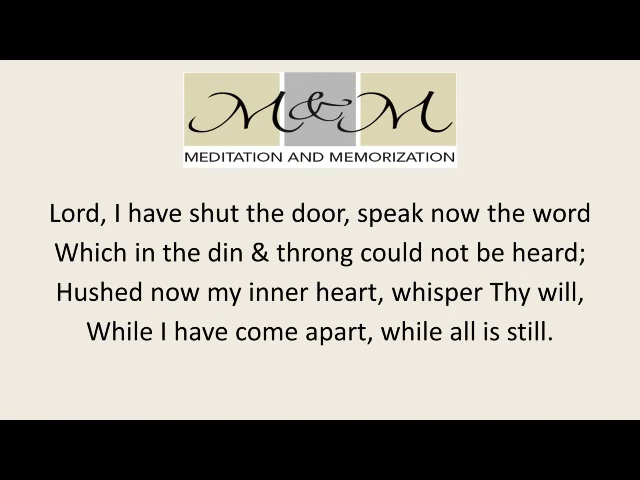 M & M
MEDITATION AND MEMORIZATION
Lord, I have shut the door, speak now the word
Which in the din & throng could not be heard;
Hushed now my inner heart, whisper Thy will,
While I have come apart, while all is still.